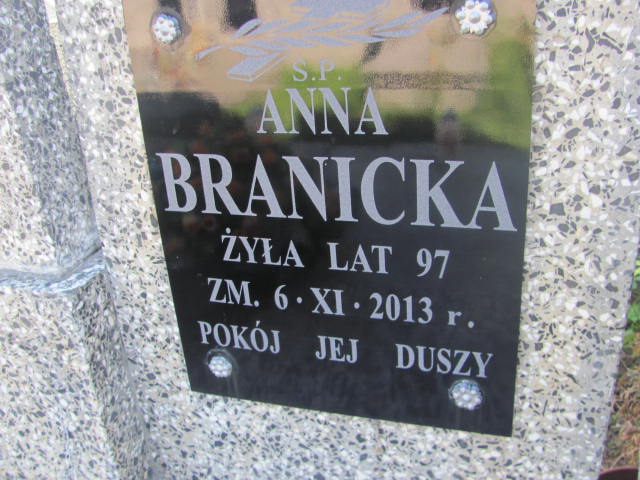 S.P.
ANNA
BRANICKA
ŻYŁA LAT 97
ZM. 6·XI·2013 r.
POKÓJ JEJ DUSZY